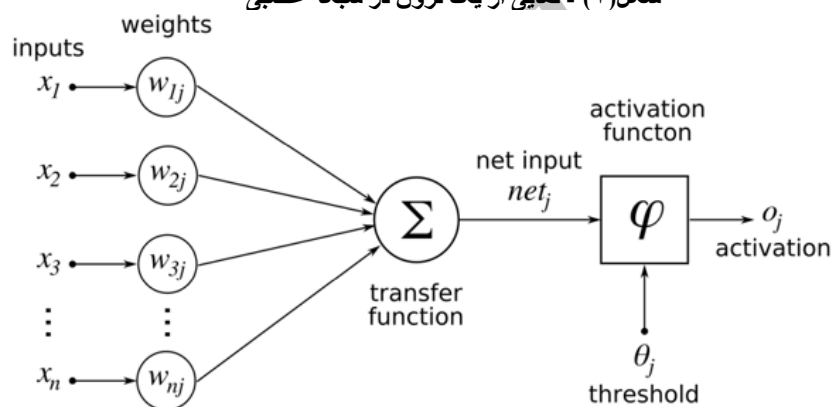 weights
inputs
x1 w1j
activation
functon
x2 w2j
net input
netj
Σ φ oj
activation
x3 w3j
transfer
function
⋮ ⋮
θj
xn wnj
threshold